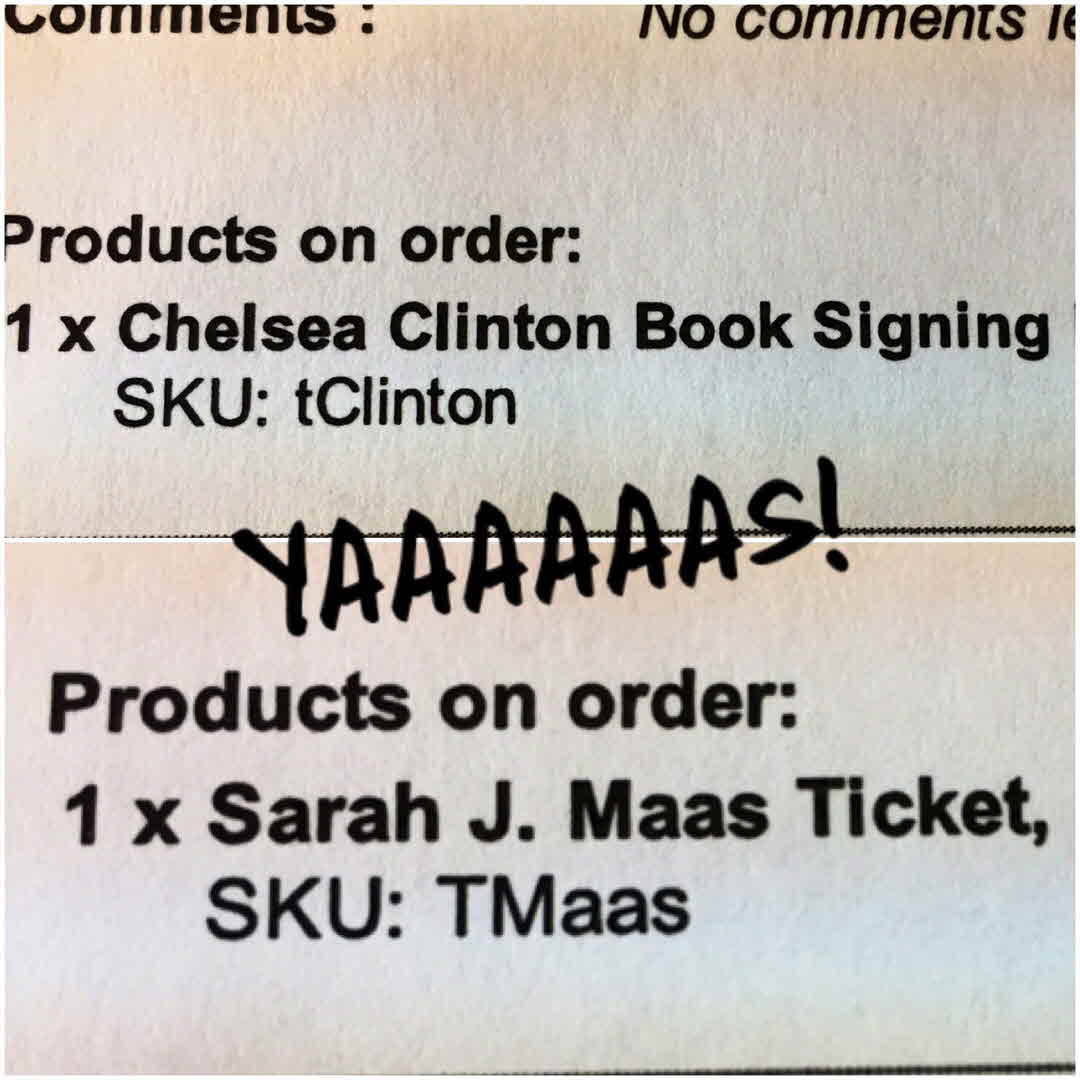 Comments :
No comments
Products on order:
1 x Chelsea Clinton Book Signing
SKU: tClinton
YAAAAAAS!
Products on order:
1 x Sarah J. Maas Ticket,
SKU: TMaas